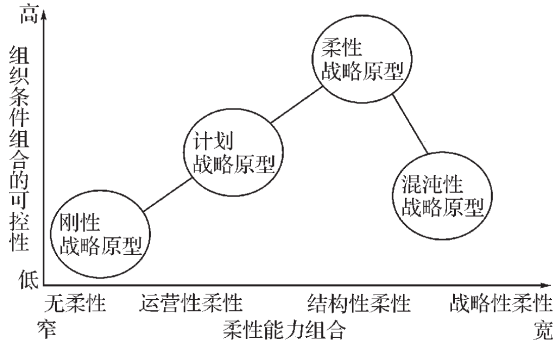 高
组织条件组合的可控性
低
柔性
战略原型
计划
战略原型
混沌性
战略原型
刚性
战略原型
无柔性 运营性柔性 结构性柔性 战略性柔性
窄 柔性能力组合 宽